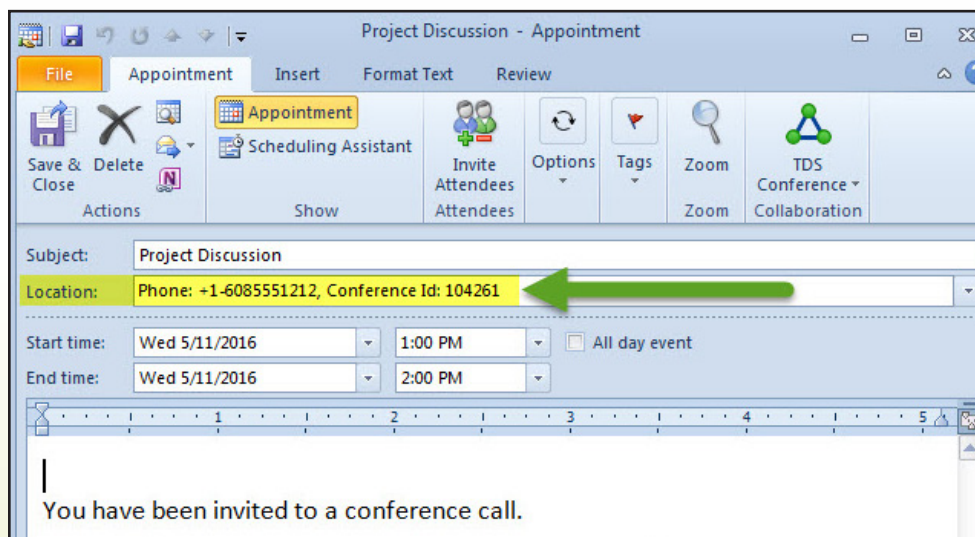 Project Discussion - Appointment
File Appointment Insert Format Text Review
Save & Close
Delete
Appointment
Scheduling Assistant
Invite Attendees
Options
Tags
Zoom
TDS Conference
Actions Show Attendees Zoom Collaboration
Subject: Project Discussion
Location: Phone: +1-6085551212, Conference Id: 104261
Start time: Wed 5/11/2016 1:00 PM All day event
End time: Wed 5/11/2016 2:00 PM
1 2 3 4 5
You have been invited to a conference call.